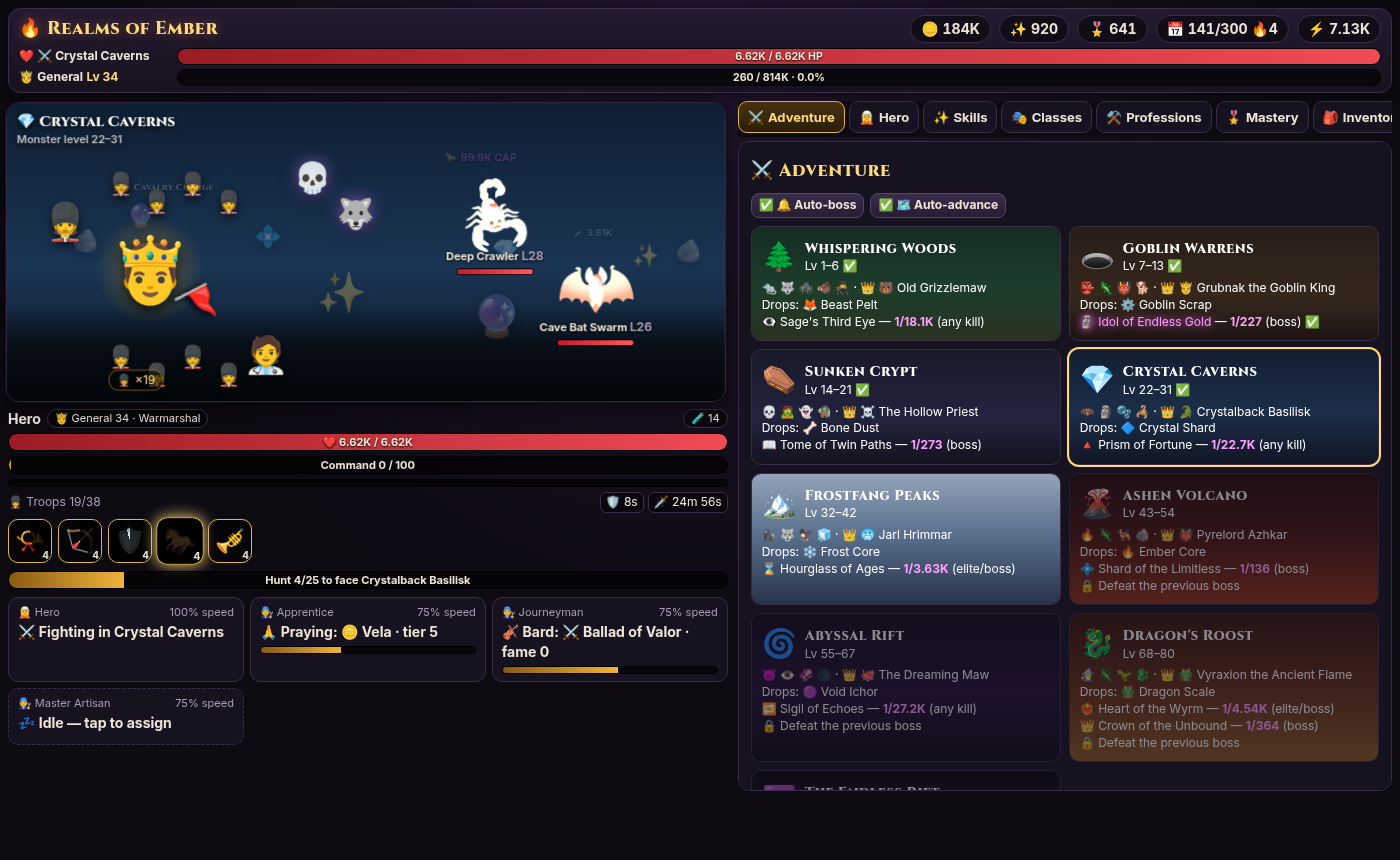 Realms of Ember
184K
920
641
141/300 🔥4
7.13K
Crystal Caverns
6.62K / 6.62K HP
General Lv 34
260 / 814K · 0.0%
Crystal Caverns
Monster level 22–31
99.9K CAP
Cavalry Charge
3.61K
Deep Crawler L28
Cave Bat Swarm L26
×19
Hero
General 34 · Warmarshal
14
6.62K / 6.62K
Command 0 / 100
Troops 19/38
8s
24m 56s
4
4
4
4
4
Hunt 4/25 to face Crystalback Basilisk
Hero
100% speed
Fighting in Crystal Caverns
Apprentice
75% speed
Praying: Vela · tier 5
Journeyman
75% speed
Bard: Ballad of Valor ·
fame 0
Master Artisan
75% speed
Idle — tap to assign
Adventure
Hero
Skills
Classes
Professions
Mastery
Inventor
Adventure
Auto-boss
Auto-advance
Whispering Woods
Lv 1–6
· Old Grizzlemaw
Drops: Beast Pelt
Sage's Third Eye — 1/18.1K (any kill)
Goblin Warrens
Lv 7–13
· Grubnak the Goblin King
Drops: Goblin Scrap
Idol of Endless Gold — 1/227 (boss)
Sunken Crypt
Lv 14–21
· The Hollow Priest
Drops: Bone Dust
Tome of Twin Paths — 1/273 (boss)
Crystal Caverns
Lv 22–31
· Crystalback Basilisk
Drops: Crystal Shard
Prism of Fortune — 1/22.7K (any kill)
Frostfang Peaks
Lv 32–42
· Jarl Hrimmar
Drops: Frost Core
Hourglass of Ages — 1/3.63K (elite/boss)
Ashen Volcano
Lv 43–54
· Pyrelord Azhkar
Drops: Ember Core
Shard of the Limitless — 1/136 (boss)
Defeat the previous boss
Abyssal Rift
Lv 55–67
· The Dreaming Maw
Drops: Void Ichor
Sigil of Echoes — 1/27.2K (any kill)
Defeat the previous boss
Dragon's Roost
Lv 68–80
· Vyraxion the Ancient Flame
Drops: Dragon Scale
Heart of the Wyrm — 1/4.54K (elite/boss)
Crown of the Unbound — 1/364 (boss)
Defeat the previous boss
The Endless Rift